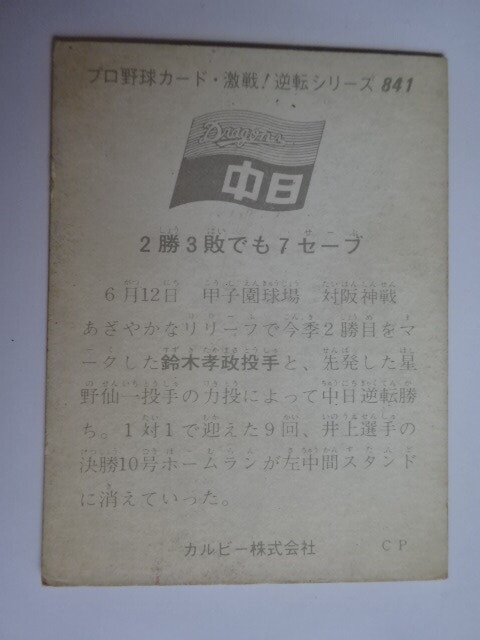 プロ野球カード・激戦！逆転シリーズ 841
Dragons
中日
2勝3敗でも7セーブ
6月12日 甲子園球場 対阪神戦
あざやかなリリーフで今季2勝目をマ
ークした鈴木孝政投手と、先発した星
野仙一投手の力投によって中日逆転勝
ち。1対1で迎えた9回、井上選手の
決勝10号ホームランが左中間スタンド
に消えていった。
カルビー株式会社 CP